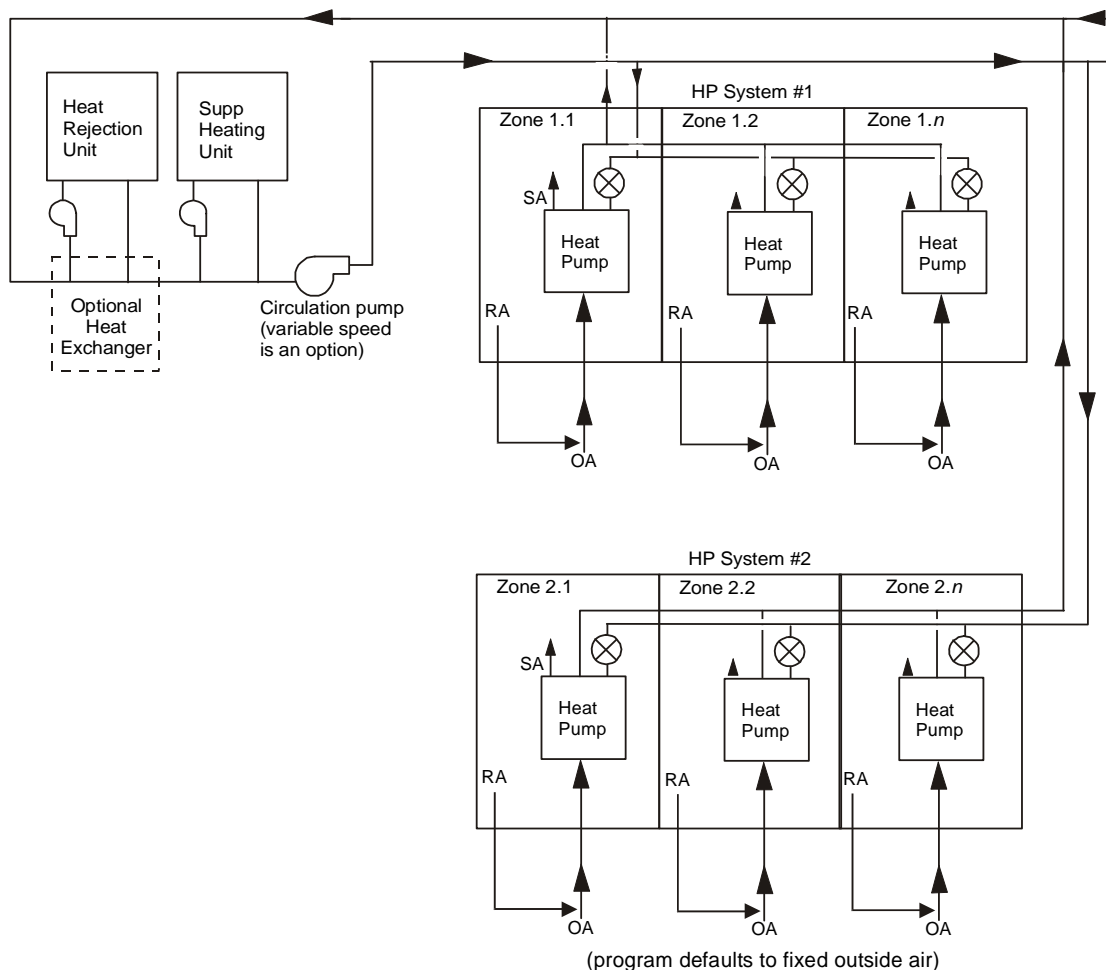 Heat
Rejection
Unit
Supp
Heating
Unit
Optional
Heat
Exchanger
Circulation pump
(variable speed
is an option)
HP System #1
Zone 1.1
Zone 1.2
Zone 1.n
SA
Heat
Pump
Heat
Pump
Heat
Pump
RA
RA
RA
OA
OA
OA
HP System #2
Zone 2.1
Zone 2.2
Zone 2.n
SA
Heat
Pump
Heat
Pump
Heat
Pump
RA
RA
RA
OA
OA
OA
(program defaults to fixed outside air)